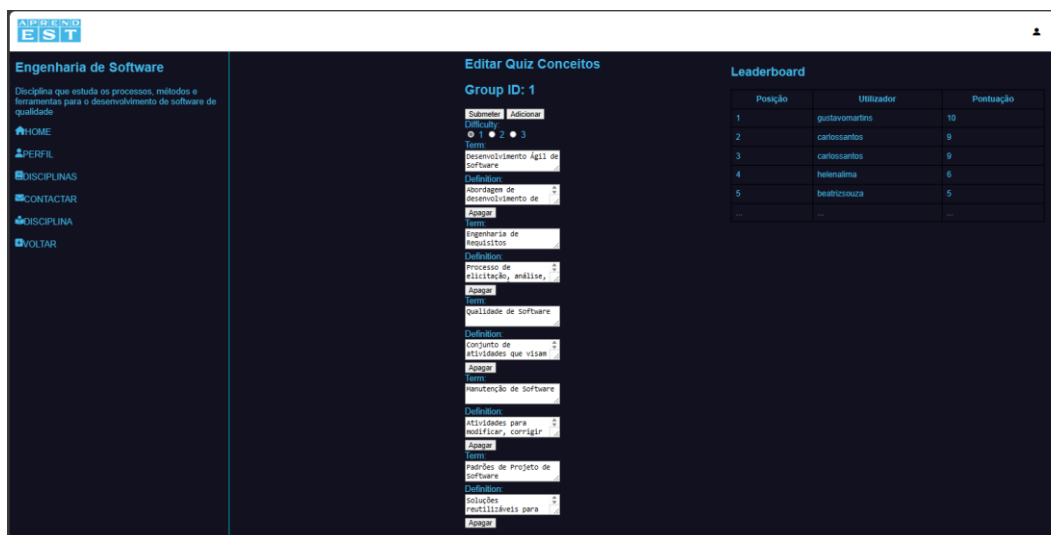 APREND
EST
Engenharia de Software
Disciplina que estuda os processos, métodos e
ferramentas para o desenvolvimento de software de
qualidade
HOME
PERFIL
DISCIPLINAS
CONTACTAR
DISCIPLINA
VOLTAR
Editar Quiz Conceitos
Group ID: 1
Submeter Adicionar
Difficulty:
1 2 3
Term:
Desenvolvimento Ágil de
Software
Definition:
Abordagem de
desenvolvimento de
Apagar
Term:
Engenharia de
Requisitos
Definition:
Processo de
elicitação, análise,
Apagar
Term:
Qualidade de Software
Definition:
Conjunto de
atividades que visam
Apagar
Term:
Manutenção de Software
Definition:
Atividades para
modificar, corrigir
Apagar
Term:
Padrões de Projeto de
Software
Definition:
Soluções
reutilizáveis para
Apagar
Leaderboard
Posição Utilizador Pontuação
1 gustavomartins 10
2 carlossantos 9
3 carlossantos 9
4 helenalima 6
5 beatrizsouza 5
... ... ...